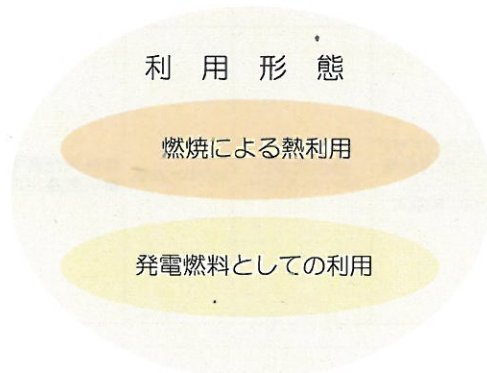 利用形態
燃焼による熱利用
発電燃料としての利用